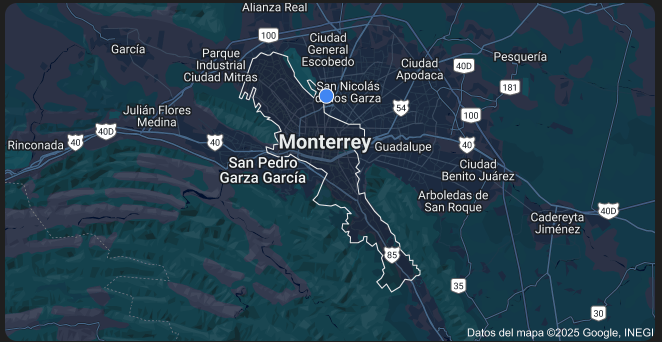 Alianza Real
100
García
Ciudad
General
Escobedo
Parque
Industrial
Ciudad Mitras
Ciudad
Apodaca
40D
Pesquería
181
San Nicolás
de los Garza
54
100
Julián Flores
Medina
Rinconada
40
40D
40
Monterrey
Guadalupe
40
San Pedro
Garza García
Ciudad
Benito Juárez
Arboledas de
San Roque
Cadereyta
Jiménez
40D
85
35
30
Datos del mapa ©2025 Google, INEGI